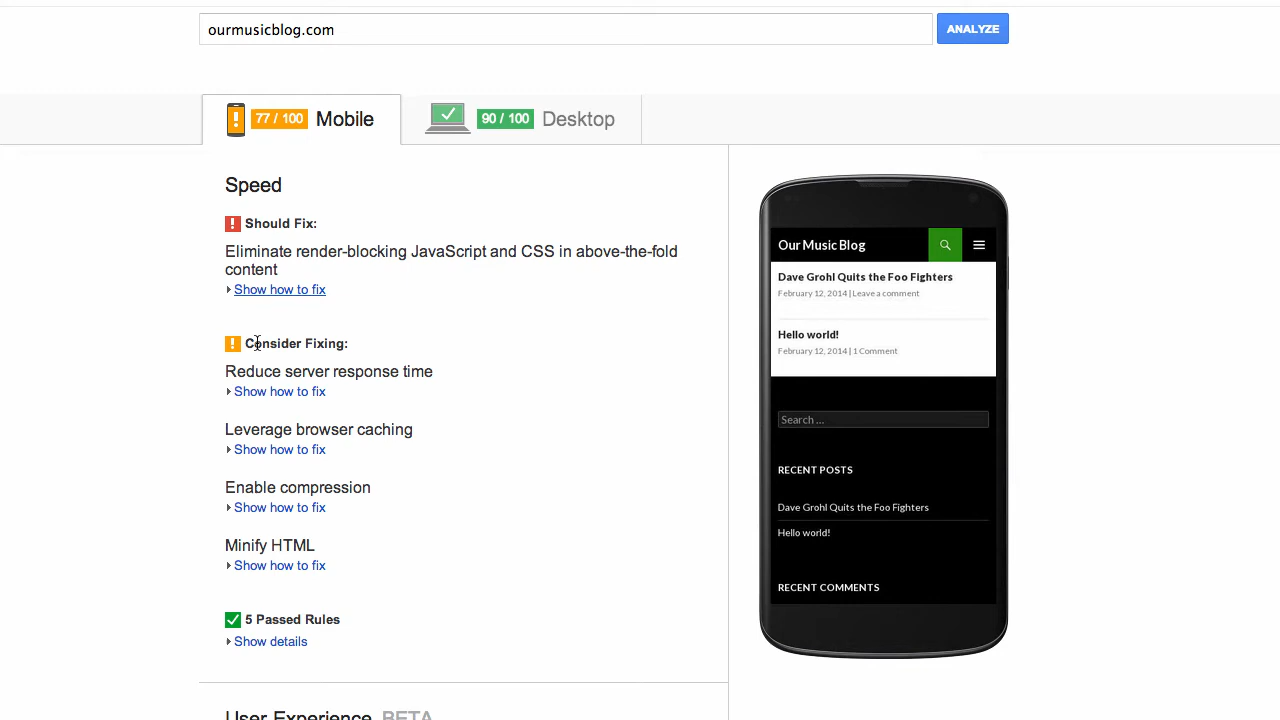 ourmusicblog.com
ANALYZE
77 / 100 Mobile
90 / 100 Desktop
Speed
Should Fix:
Eliminate render-blocking JavaScript and CSS in above-the-fold
content
Show how to fix
Consider Fixing:
Reduce server response time
Show how to fix
Leverage browser caching
Show how to fix
Enable compression
Show how to fix
Minify HTML
Show how to fix
5 Passed Rules
Show details
User Experience BETA
Our Music Blog
Dave Grohl Quits the Foo Fighters
February 12, 2014 | Leave a comment
Hello world!
February 12, 2014 | 1 Comment
Search ...
RECENT POSTS
Dave Grohl Quits the Foo Fighters
Hello world!
RECENT COMMENTS